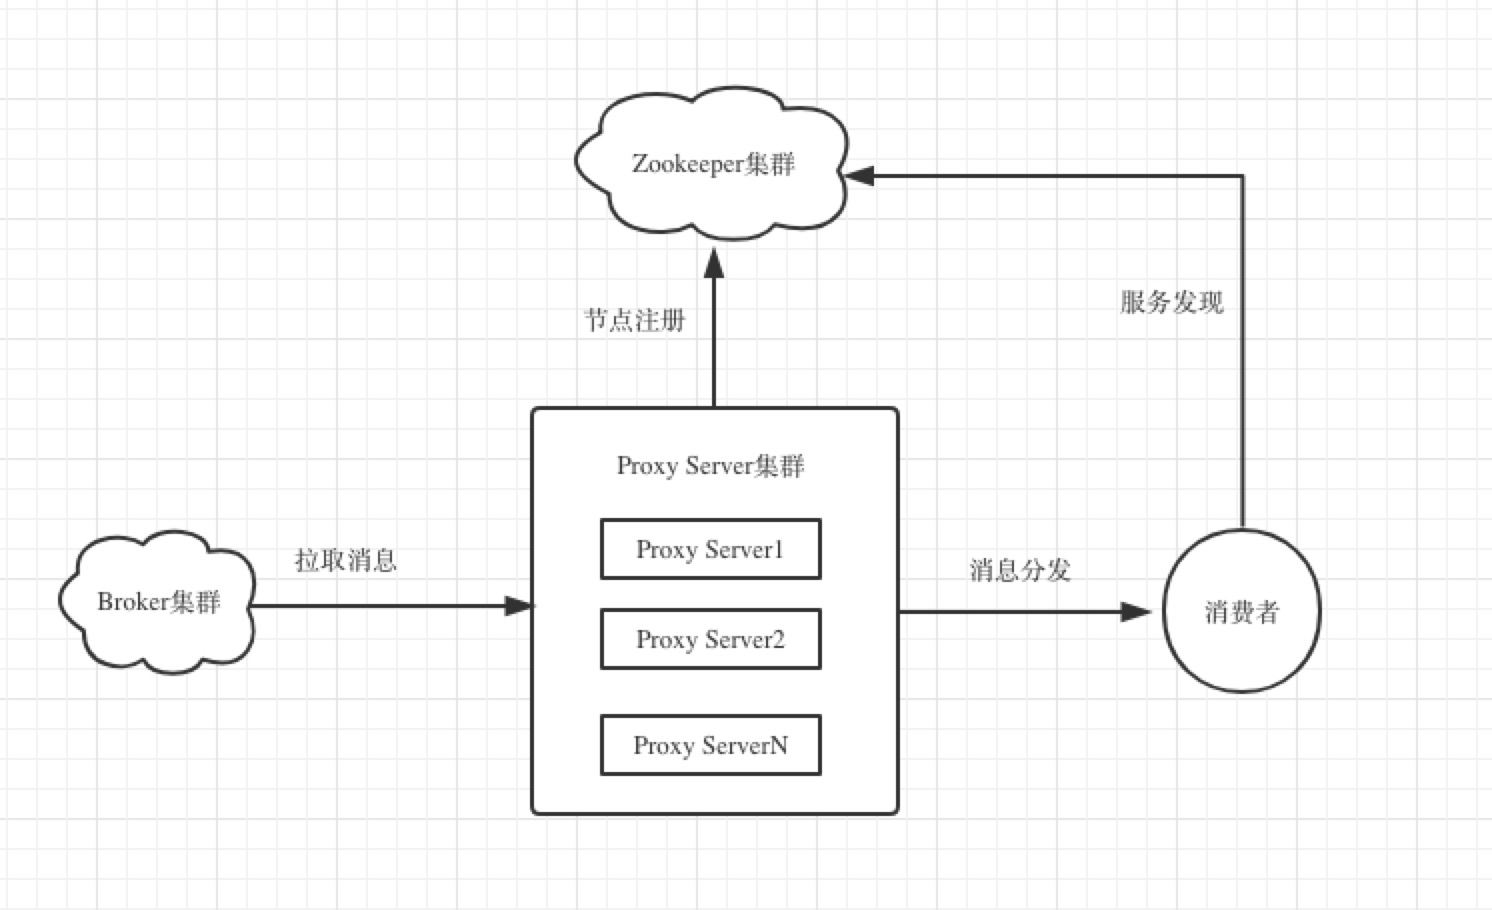 Zookeeper集群
节点注册
服务发现
Proxy Server集群
Proxy Server1
Proxy Server2
Proxy ServerN
Broker集群
拉取消息
消息分发
消费者